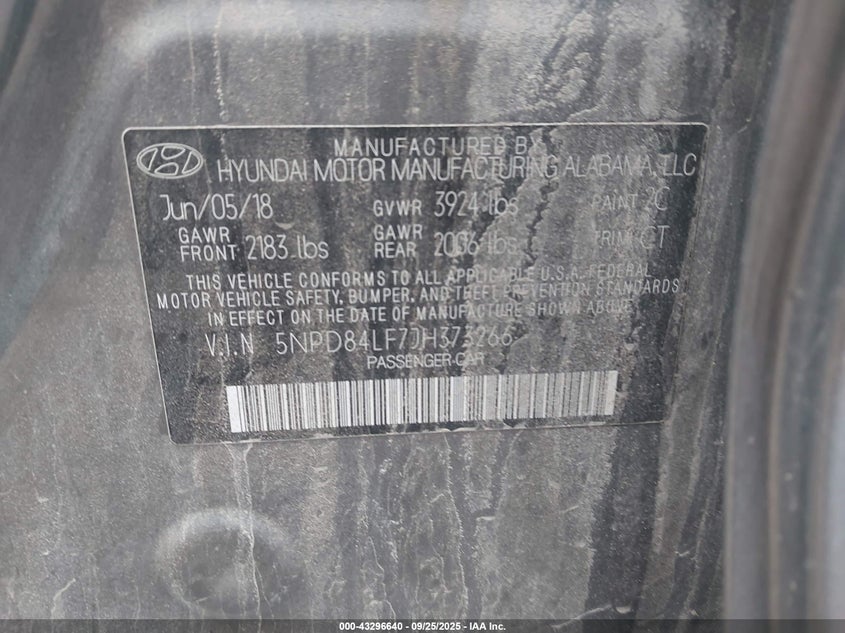 MANUFACTURED BY
HYUNDAI MOTOR MANUFACTURING ALABAMA, LLC
Jun/05/18 GVWR 3924 lbs PAINT 2C
GAWR FRONT 2183 lbs GAWR REAR 2006 lbs TRIM CT
THIS VEHICLE CONFORMS TO ALL APPLICABLE U.S.A. FEDERAL
MOTOR VEHICLE SAFETY, BUMPER, AND THEFT PREVENTION STANDARDS
IN EFFECT ON THE DATE OF MANUFACTURE SHOWN ABOVE.
V.I.N 5NPD84LF7JH373266
PASSENGER-CAR
000-43296640 - 09/25/2025 - IAA Inc.